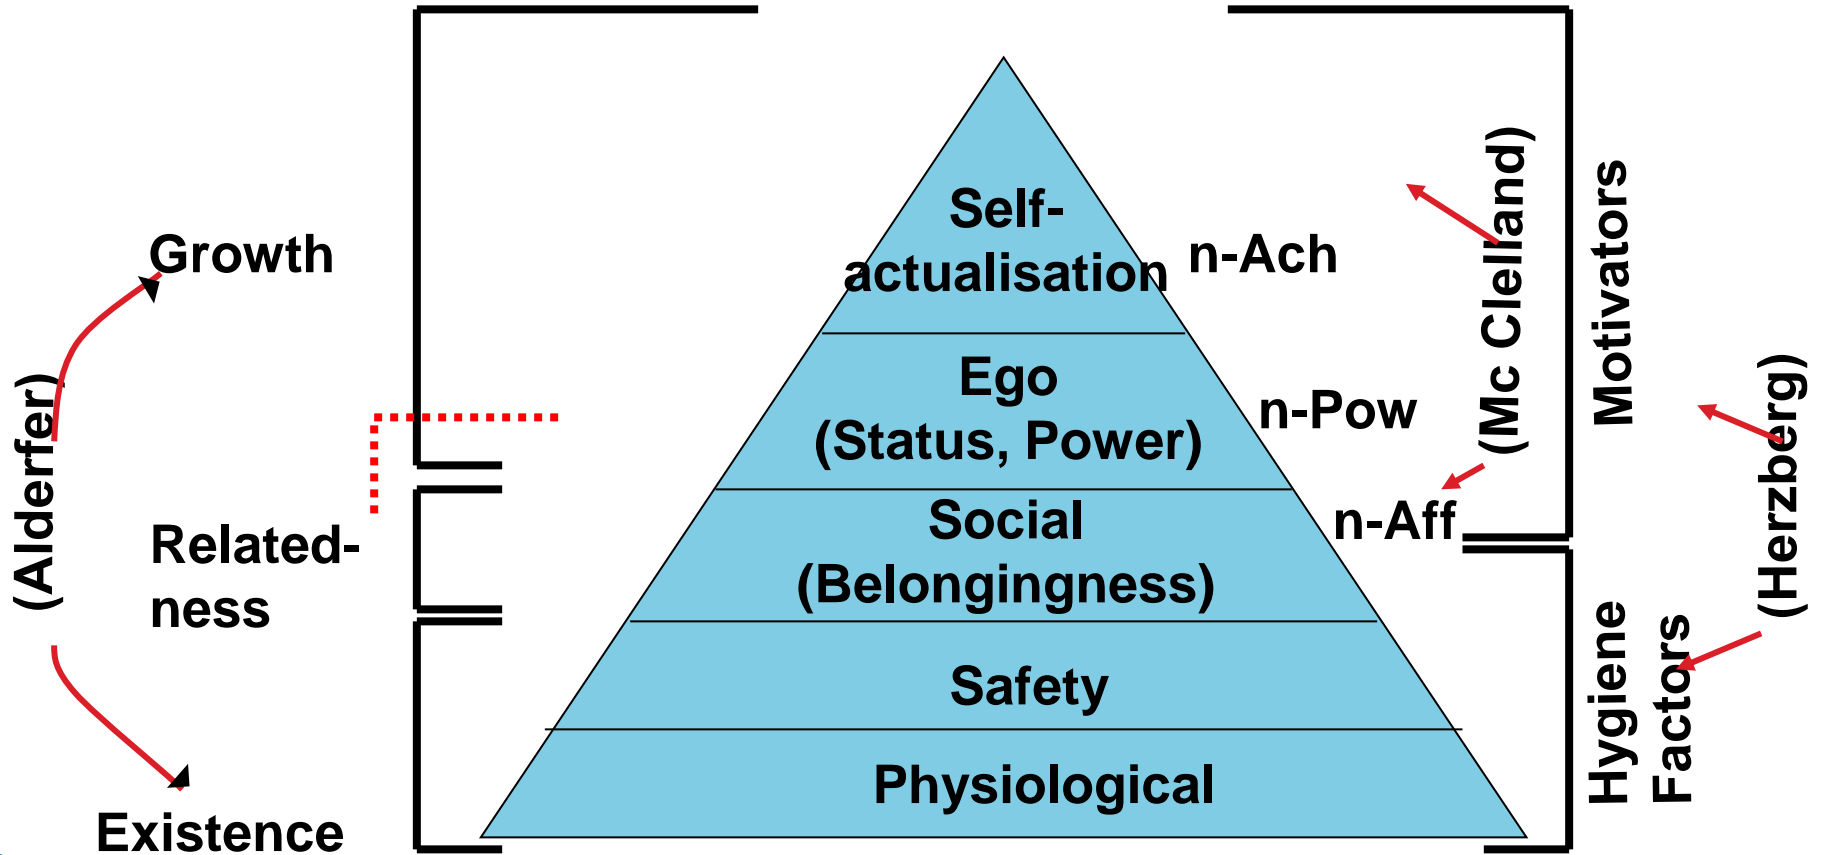 (Alderfer)
Growth
Related-
ness
Existence
Self-
actualisation
Ego
(Status, Power)
Social
(Belongingness)
Safety
Physiological
n-Ach
n-Pow
n-Aff
(Mc Clelland)
Motivators
Hygiene
Factors
(Herzberg)